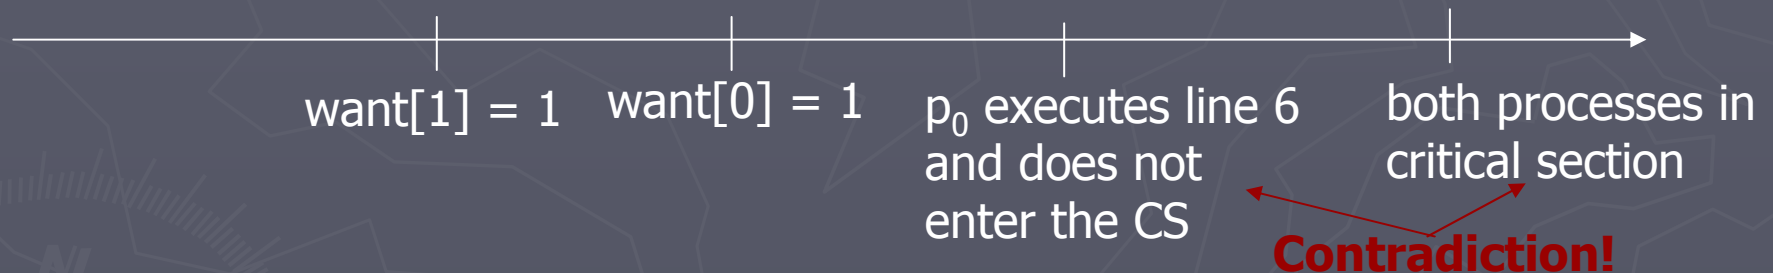 want[1] = 1
want[0] = 1
p₀ executes line 6
and does not
enter the CS
both processes in
critical section
Contradiction!
N